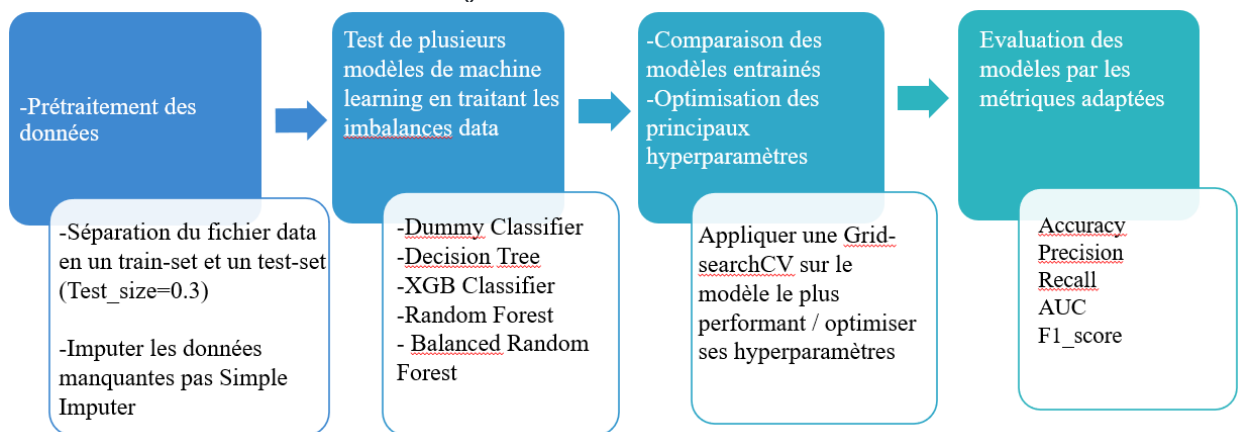 -Prétraitement des
données
-Séparation du fichier data
en un train-set et un test-set
(Test_size=0.3)
-Imputer les données
manquantes pas Simple
Imputer
Test de plusieurs
modèles de machine
learning en traitant les
imbalances data
-Dummy Classifier
-Decision Tree
-XGB Classifier
-Random Forest
- Balanced Random
Forest
-Comparaison des
modèles entrainés
-Optimisation des
principaux
hyperparamètres
Appliquer une Grid-
searchCV sur le
modèle le plus
performant / optimiser
ses hyperparamètres
Evaluation des
modèles par les
métriques adaptées
Accuracy
Precision
Recall
AUC
F1_score